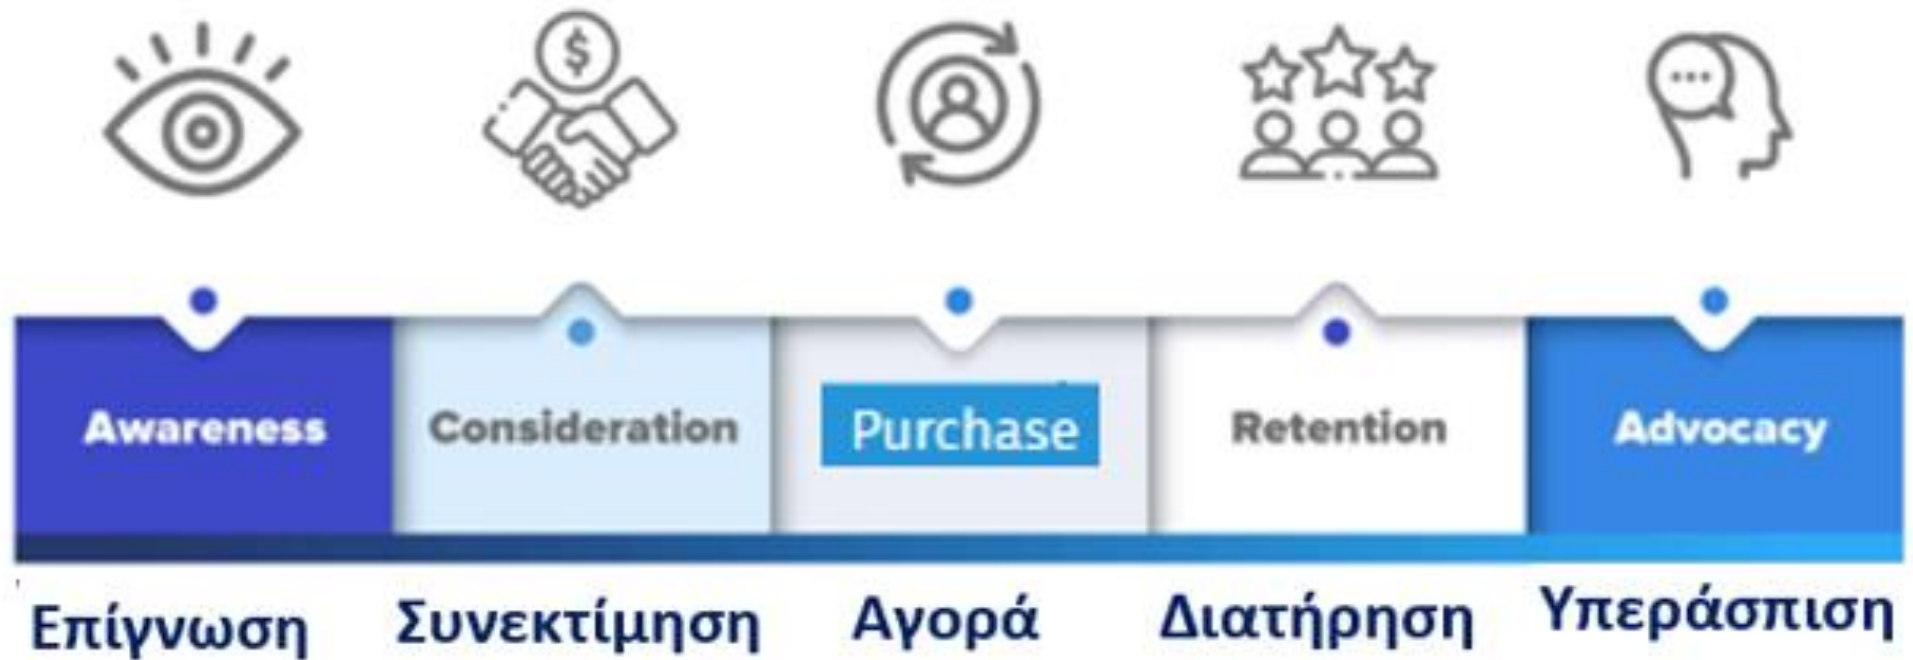 $
Awareness
Consideration
Purchase
Retention
Advocacy
Επίγνωση
Συνεκτίμηση
Αγορά
Διατήρηση
Υπεράσπιση